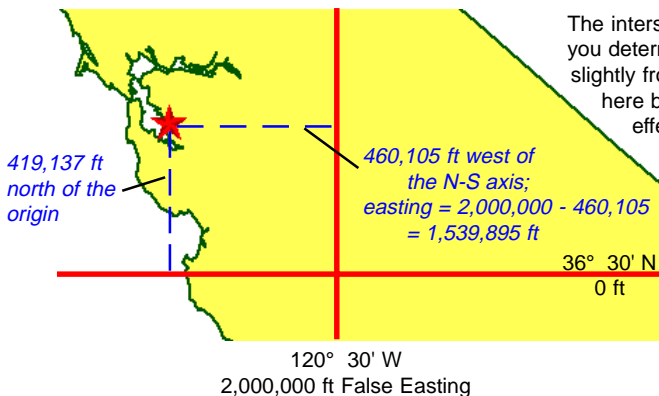 The inters
you determ
slightly fro
here b
effe
419,137 ft
north of the
origin
460,105 ft west of
the N-S axis;
easting = 2,000,000 - 460,105
= 1,539,895 ft
36° 30' N
0 ft
120° 30' W
2,000,000 ft False Easting